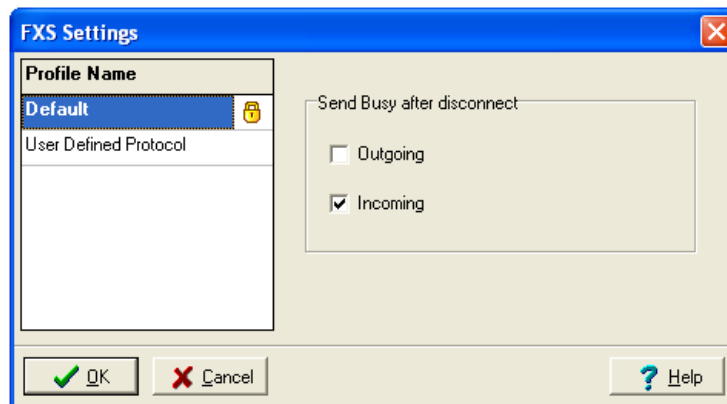 FXS Settings
Profile Name
Default
User Defined Protocol
Send Busy after disconnect
Outgoing
Incoming
OK
Cancel
Help